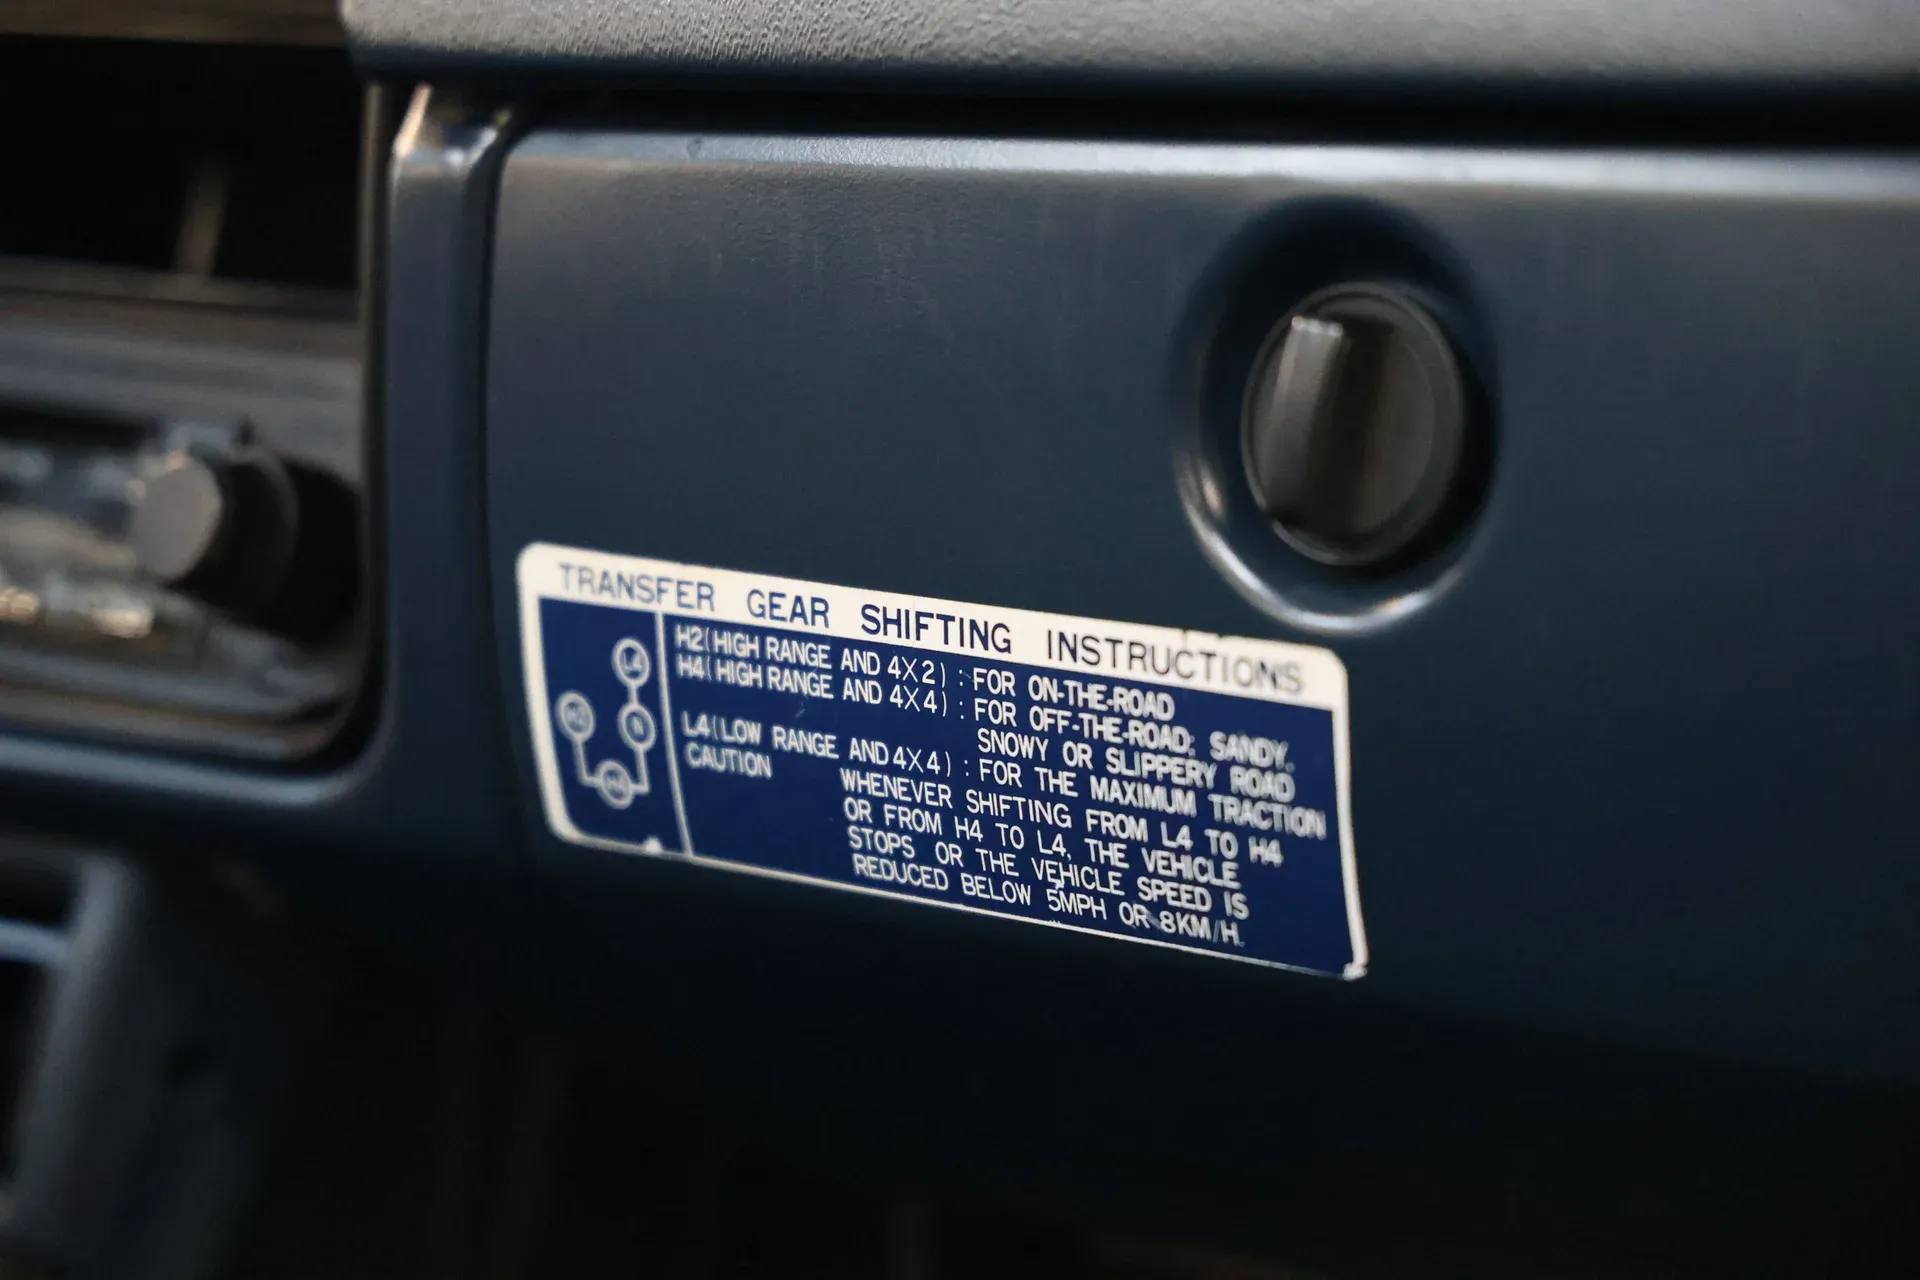 TRANSFER GEAR SHIFTING INSTRUCTIONS
L4
H2
N
H4
H2(HIGH RANGE AND 4X2) : FOR ON-THE-ROAD
H4(HIGH RANGE AND 4X4) : FOR OFF-THE-ROAD, SANDY,
SNOWY OR SLIPPERY ROAD
L4(LOW RANGE AND 4X4) : FOR THE MAXIMUM TRACTION
CAUTION WHENEVER SHIFTING FROM L4 TO H4
OR FROM H4 TO L4, THE VEHICLE
STOPS OR THE VEHICLE SPEED IS
REDUCED BELOW 5MPH OR 8KM/H.